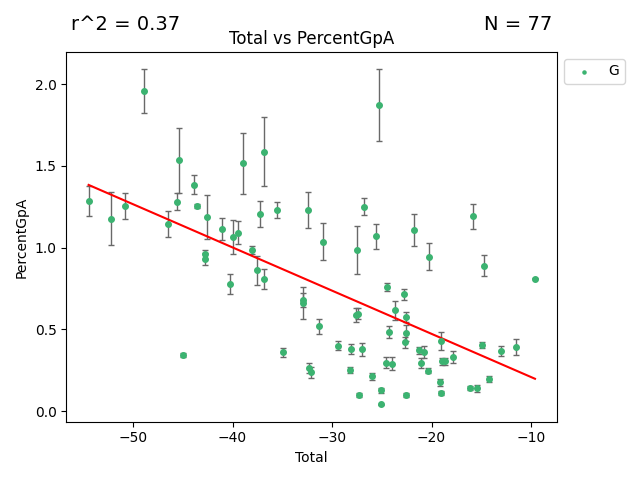 r^2 = 0.37
N = 77
Total vs PercentGpA
G
PercentGpA
2.0
1.5
1.0
0.5
0.0
−50
−40
−30
−20
−10
Total